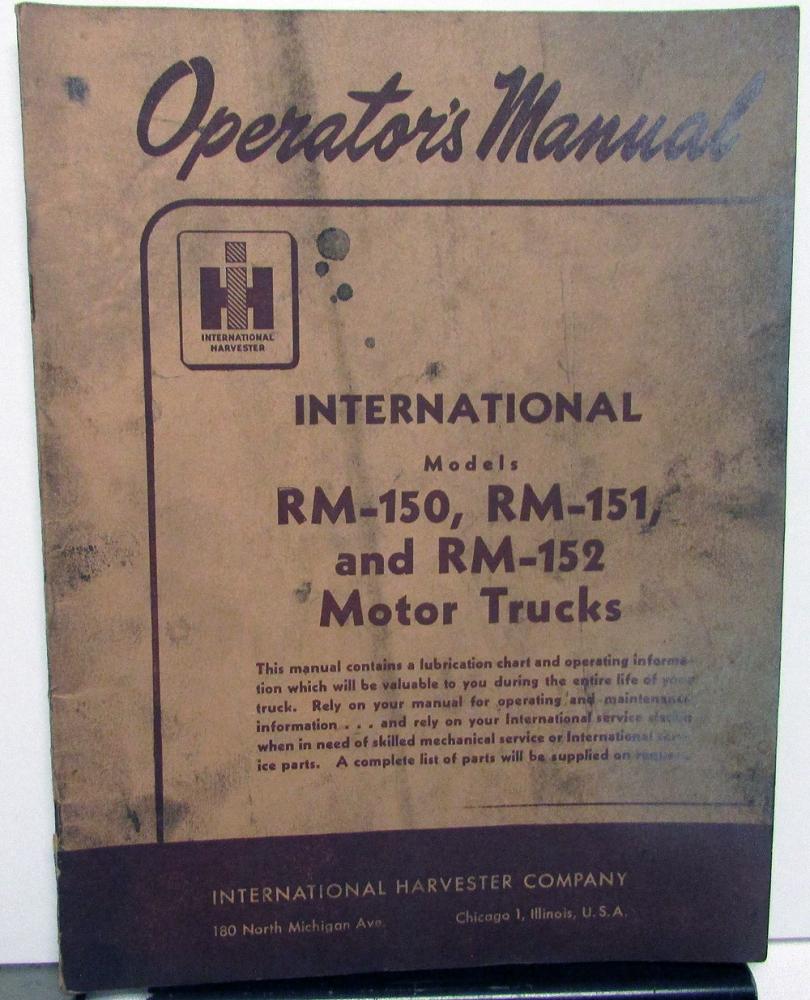 Operator's Manual
IH
INTERNATIONAL
HARVESTER
INTERNATIONAL
Models
RM-150, RM-151,
and RM-152
Motor Trucks
This manual contains a lubrication chart and operating informa-
tion which will be valuable to you during the entire life of your
truck. Rely on your manual for operating and maintenance
information . . . and rely on your International service station
when in need of skilled mechanical service or International serv-
ice parts. A complete list of parts will be supplied on request.
INTERNATIONAL HARVESTER COMPANY
180 North Michigan Ave. Chicago 1, Illinois, U.S.A.